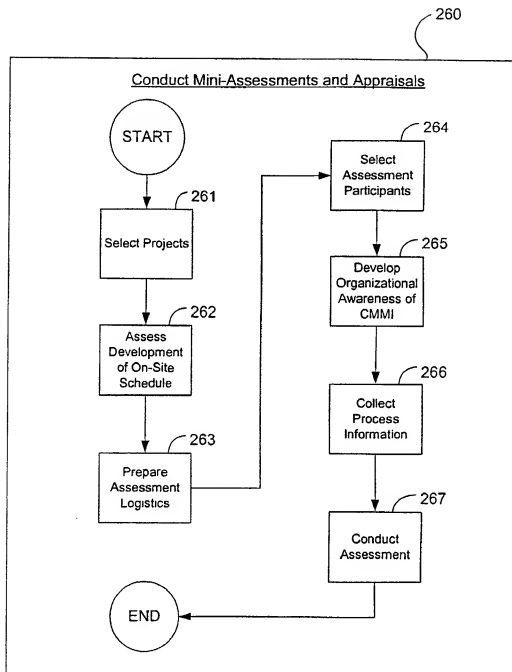 260
Conduct Mini-Assessments and Appraisals
START
261
Select Projects
262
Assess
Development
of On-Site
Schedule
263
Prepare
Assessment
Logistics
264
Select
Assessment
Participants
265
Develop
Organizational
Awareness of
CMMI
266
Collect
Process
Information
267
Conduct
Assessment
END